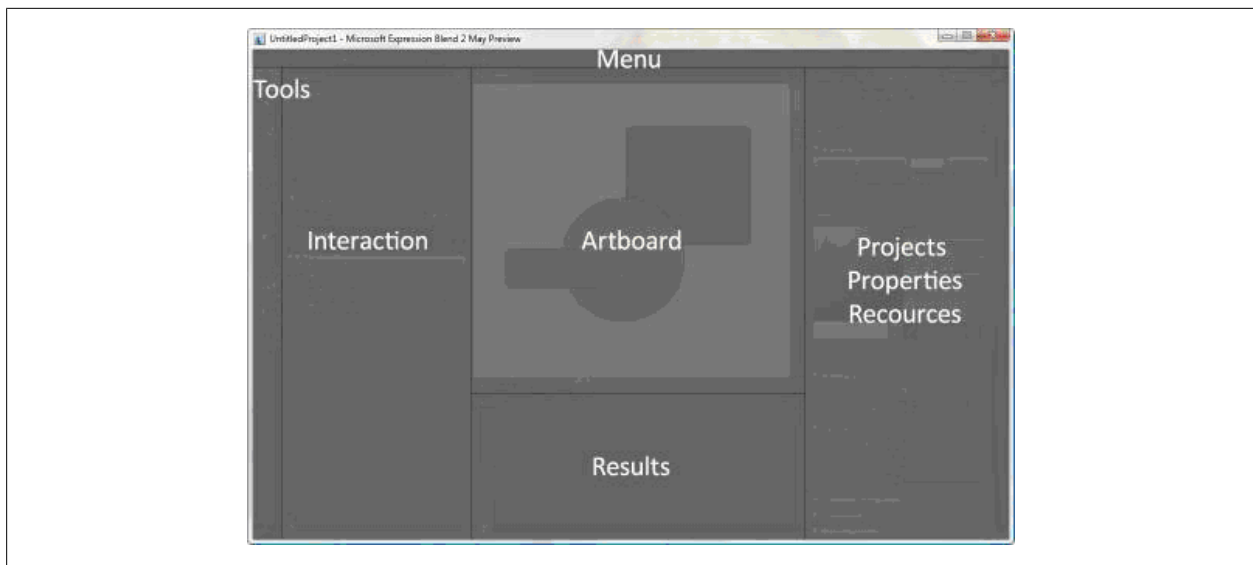 UntitledProject1 - Microsoft Expression Blend 2 May Preview
Menu
Tools
Interaction
Artboard
Projects
Properties
Recources
Results